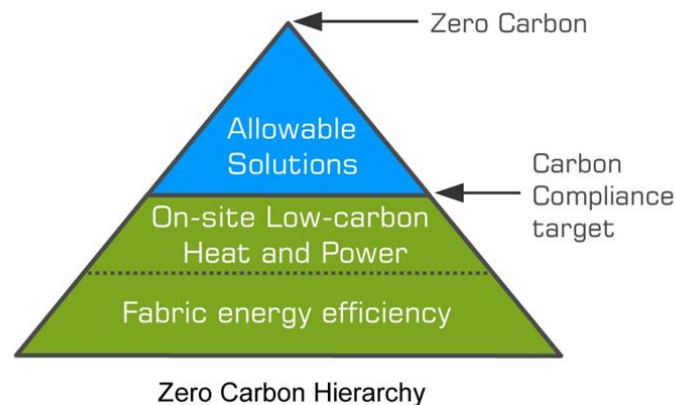 Zero Carbon
Allowable
Solutions
Carbon
Compliance
target
On-site Low-carbon
Heat and Power
Fabric energy efficiency
Zero Carbon Hierarchy